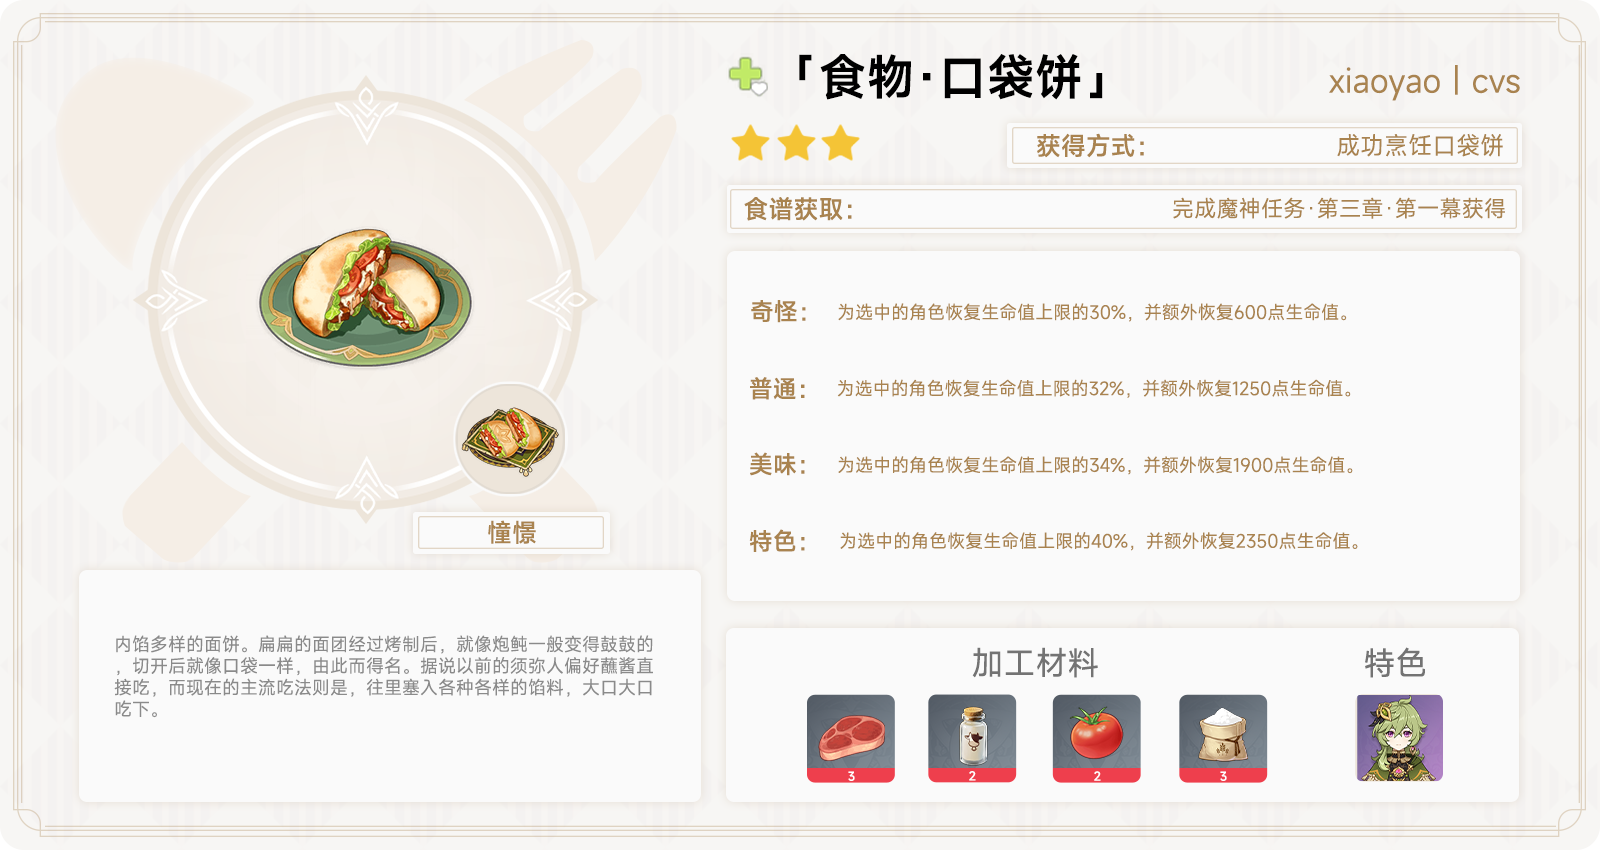 「食物·口袋饼」
xiaoyao | cvs
获得方式：
成功烹饪口袋饼
食谱获取：
完成魔神任务·第三章·第一幕获得
奇怪：
为选中的角色恢复生命值上限的30%，并额外恢复600点生命值。
普通：
为选中的角色恢复生命值上限的32%，并额外恢复1250点生命值。
美味：
为选中的角色恢复生命值上限的34%，并额外恢复1900点生命值。
特色：
为选中的角色恢复生命值上限的40%，并额外恢复2350点生命值。
憧憬
内馅多样的面饼。扁扁的面团经过烤制后，就像炮鲀一般变得鼓鼓的
，切开后就像口袋一样，由此而得名。据说以前的须弥人偏好蘸酱直
接吃，而现在的主流吃法则是，往里塞入各种各样的馅料，大口大口
吃下。
加工材料
特色
3
2
2
3